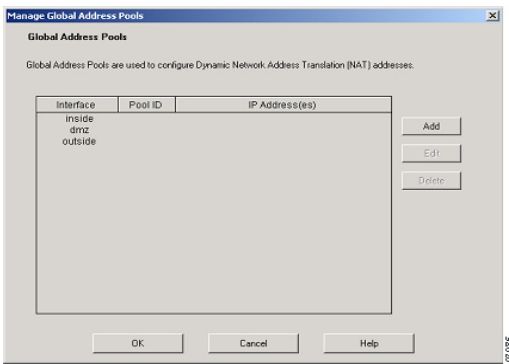 Manage Global Address Pools
Global Address Pools
Global Address Pools are used to configure Dynamic Network Address Translation (NAT) addresses.
Interface Pool ID IP Address(es)
inside
dmz
outside
Add
Edit
Delete
OK Cancel Help